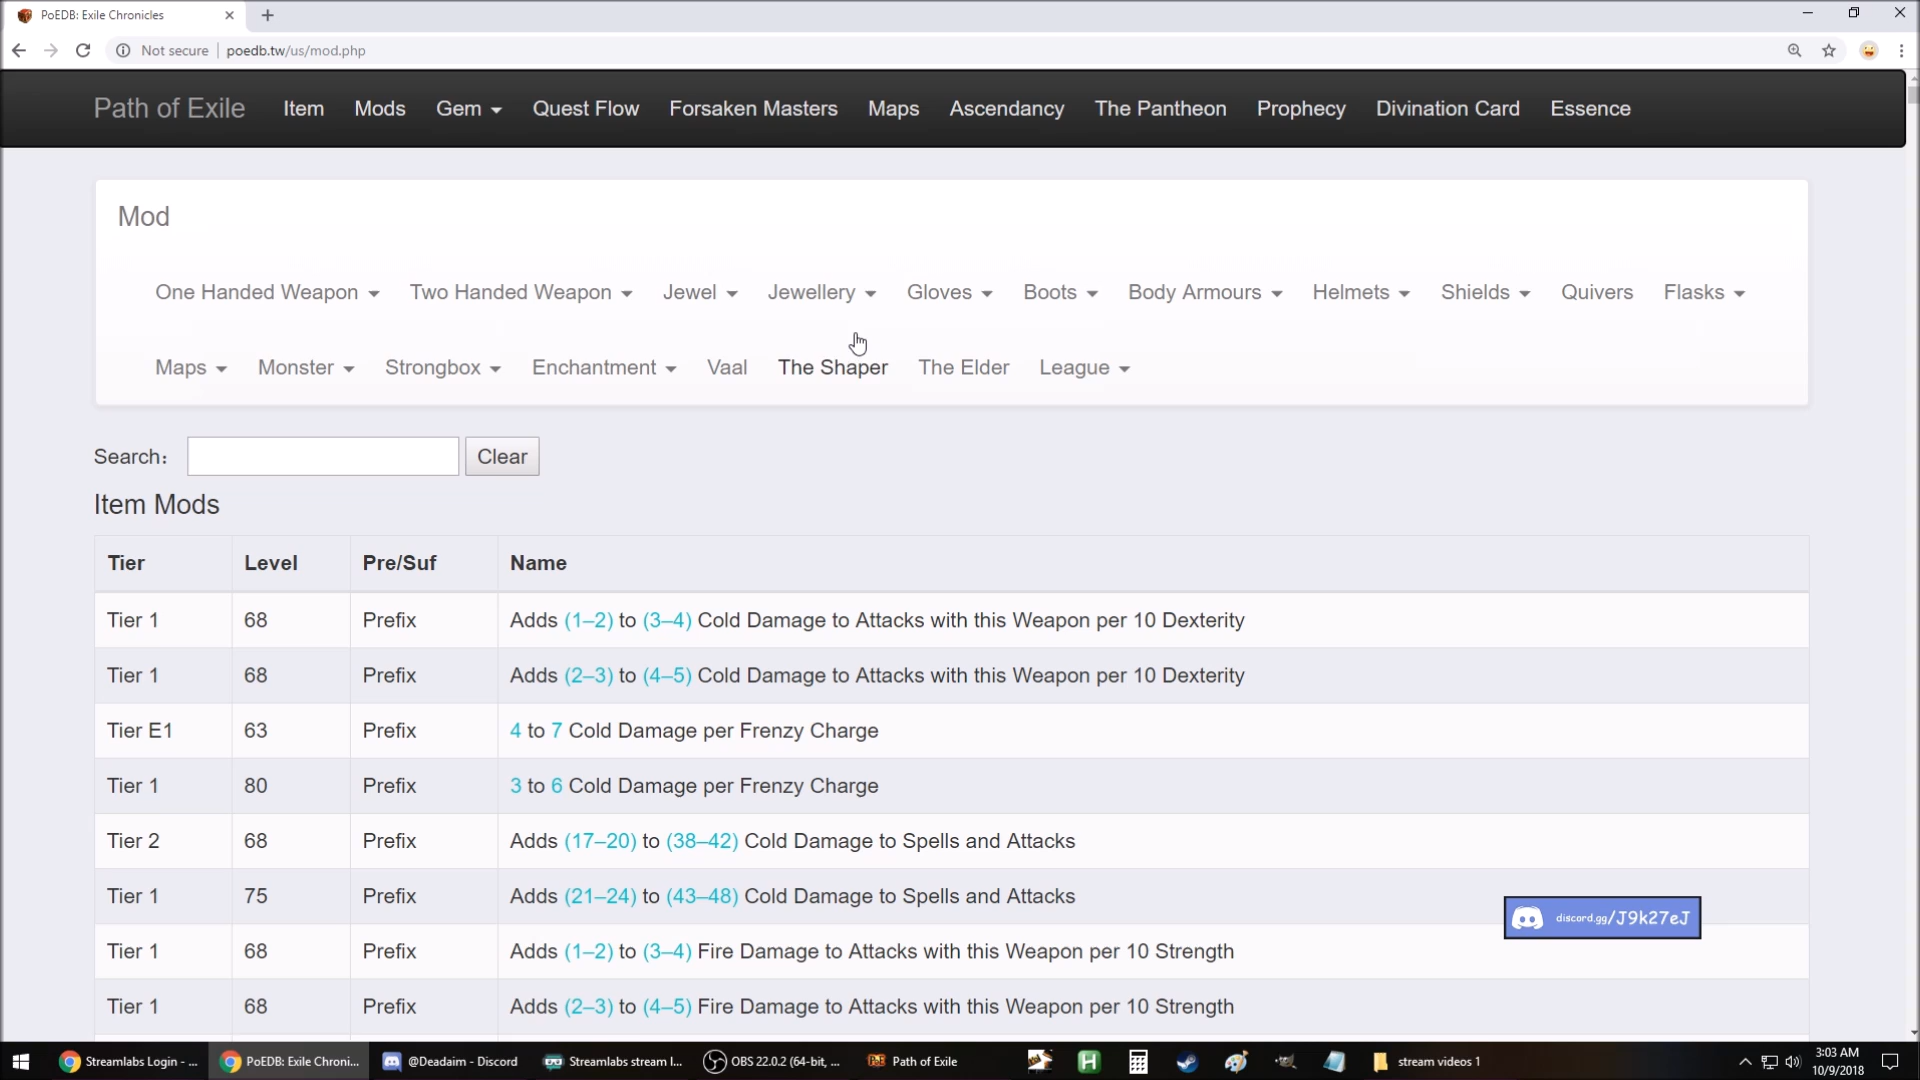 PoEDB: Exile Chronicles
Not secure | poedb.tw/us/mod.php
Path of Exile Item Mods Gem Quest Flow Forsaken Masters Maps Ascendancy The Pantheon Prophecy Divination Card Essence
Mod
One Handed Weapon Two Handed Weapon Jewel Jewellery Gloves Boots Body Armours Helmets Shields Quivers Flasks
Maps Monster Strongbox Enchantment Vaal The Shaper The Elder League
Search: Clear
Item Mods
Tier Level Pre/Suf Name
Tier 1 68 Prefix Adds (1–2) to (3–4) Cold Damage to Attacks with this Weapon per 10 Dexterity
Tier 1 68 Prefix Adds (2–3) to (4–5) Cold Damage to Attacks with this Weapon per 10 Dexterity
Tier E1 63 Prefix 4 to 7 Cold Damage per Frenzy Charge
Tier 1 80 Prefix 3 to 6 Cold Damage per Frenzy Charge
Tier 2 68 Prefix Adds (17–20) to (38–42) Cold Damage to Spells and Attacks
Tier 1 75 Prefix Adds (21–24) to (43–48) Cold Damage to Spells and Attacks
discord.gg/J9k27eJ
Tier 1 68 Prefix Adds (1–2) to (3–4) Fire Damage to Attacks with this Weapon per 10 Strength
Tier 1 68 Prefix Adds (2–3) to (4–5) Fire Damage to Attacks with this Weapon per 10 Strength
Streamlabs Login - ... PoEDB: Exile Chroni... @Deadaim - Discord Streamlabs stream l... OBS 22.0.2 (64-bit, ... Path of Exile stream videos 1 3:03 AM
10/9/2018